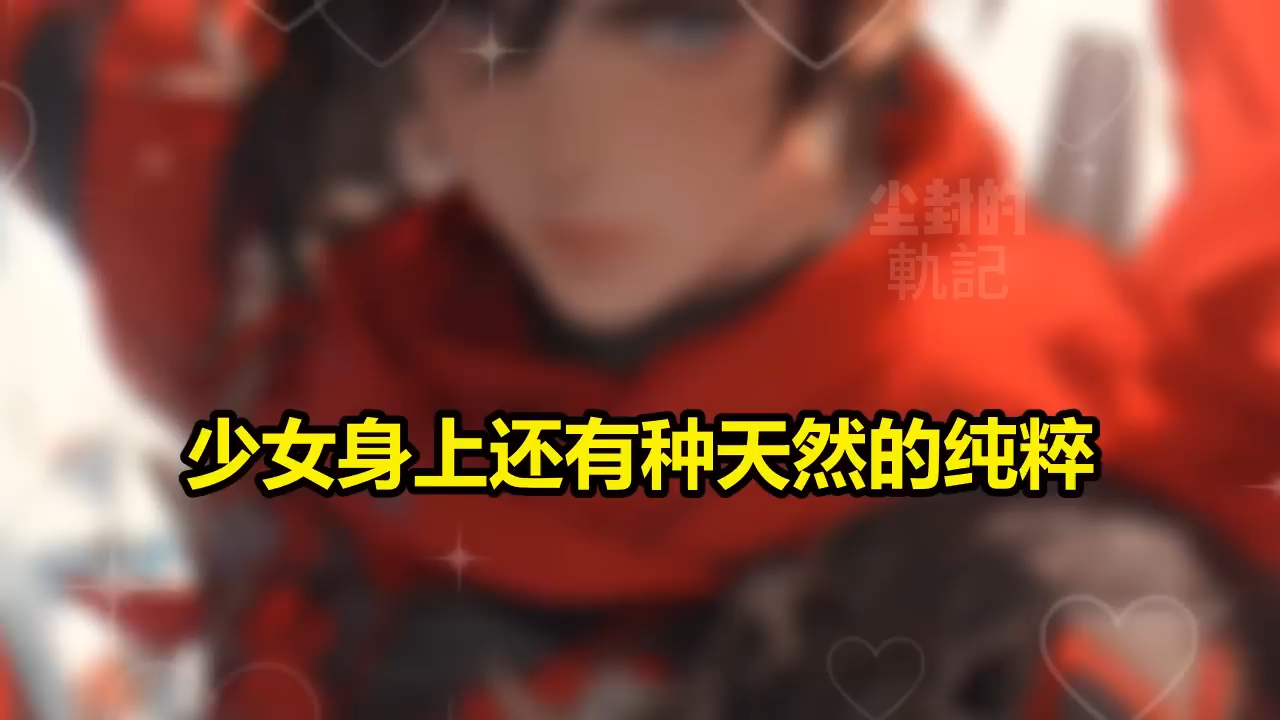 尘封的
軌記
少女身上还有种天然的纯粹